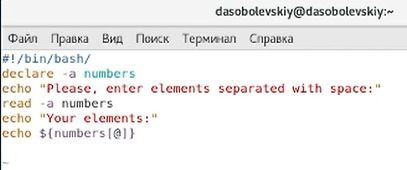 dasobolevskiy@dasobolevskiy:~
Файл Правка Вид Поиск Терминал Справка
#!/bin/bash/
declare -a numbers
echo "Please, enter elements separated with space:"
read -a numbers
echo "Your elements:"
echo ${numbers[@]}
~